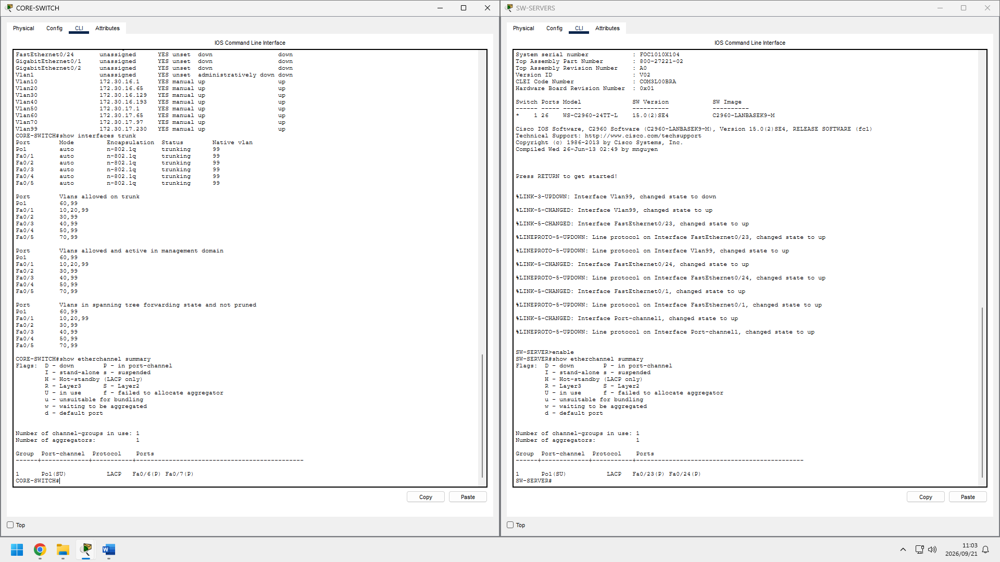 CORE-SWITCH
Physical Config CLI Attributes
IOS Command Line Interface
FastEthernet0/24       unassigned      YES unset  down                  down
GigabitEthernet0/1     unassigned      YES unset  down                  down
GigabitEthernet0/2     unassigned      YES unset  down                  down
Vlan1                  unassigned      YES unset  administratively down down
Vlan10                 172.30.16.1     YES manual up                    up
Vlan20                 172.30.16.65    YES manual up                    up
Vlan30                 172.30.16.129   YES manual up                    up
Vlan40                 172.30.16.193   YES manual up                    up
Vlan50                 172.30.17.1     YES manual up                    up
Vlan60                 172.30.17.65    YES manual up                    up
Vlan70                 172.30.17.97    YES manual up                    up
Vlan99                 172.30.17.230   YES manual up                    up
CORE-SWITCH#show interfaces trunk
Port        Mode         Encapsulation  Status        Native vlan
Po1         auto         n-802.1q       trunking      99
Fa0/1       auto         n-802.1q       trunking      99
Fa0/2       auto         n-802.1q       trunking      99
Fa0/3       auto         n-802.1q       trunking      99
Fa0/4       auto         n-802.1q       trunking      99
Fa0/5       auto         n-802.1q       trunking      99
Port        Vlans allowed on trunk
Po1         60,99
Fa0/1       10,20,99
Fa0/2       30,99
Fa0/3       40,99
Fa0/4       50,99
Fa0/5       70,99
Port        Vlans allowed and active in management domain
Po1         60,99
Fa0/1       10,20,99
Fa0/2       30,99
Fa0/3       40,99
Fa0/4       50,99
Fa0/5       70,99
Port        Vlans in spanning tree forwarding state and not pruned
Po1         60,99
Fa0/1       10,20,99
Fa0/2       30,99
Fa0/3       40,99
Fa0/4       50,99
Fa0/5       70,99
CORE-SWITCH#show etherchannel summary
Flags:  D - down        P - in port-channel
        I - stand-alone s - suspended
        H - Hot-standby (LACP only)
        R - Layer3      S - Layer2
        U - in use      f - failed to allocate aggregator
        u - unsuitable for bundling
        w - waiting to be aggregated
        d - default port
Number of channel-groups in use: 1
Number of aggregators:           1
Group  Port-channel  Protocol    Ports
------+-------------+-----------+----------------------------------------------
1      Po1(SU)           LACP   Fa0/6(P) Fa0/7(P)
CORE-SWITCH#
Copy Paste
Top
SW-SERVERS
Physical Config CLI Attributes
IOS Command Line Interface
System serial number            : FOC1010X104
Top Assembly Part Number        : 800-27221-02
Top Assembly Revision Number    : A0
Version ID                      : V02
CLEI Code Number                : COM3L00BRA
Hardware Board Revision Number  : 0x01
Switch Ports Model              SW Version            SW Image
------ ----- -----              ----------            ----------
*    1 26    WS-C2960-24TT-L    15.0(2)SE4            C2960-LANBASEK9-M
Cisco IOS Software, C2960 Software (C2960-LANBASEK9-M), Version 15.0(2)SE4, RELEASE SOFTWARE (fc1)
Technical Support: http://www.cisco.com/techsupport
Copyright (c) 1986-2013 by Cisco Systems, Inc.
Compiled Wed 26-Jun-13 02:49 by mnguyen
Press RETURN to get started!
%LINK-3-UPDOWN: Interface Vlan99, changed state to down
%LINK-5-CHANGED: Interface Vlan99, changed state to up
%LINK-5-CHANGED: Interface FastEthernet0/23, changed state to up
%LINEPROTO-5-UPDOWN: Line protocol on Interface FastEthernet0/23, changed state to up
%LINEPROTO-5-UPDOWN: Line protocol on Interface Vlan99, changed state to up
%LINK-5-CHANGED: Interface FastEthernet0/24, changed state to up
%LINEPROTO-5-UPDOWN: Line protocol on Interface FastEthernet0/24, changed state to up
%LINK-5-CHANGED: Interface FastEthernet0/1, changed state to up
%LINEPROTO-5-UPDOWN: Line protocol on Interface FastEthernet0/1, changed state to up
%LINK-5-CHANGED: Interface Port-channel1, changed state to up
%LINEPROTO-5-UPDOWN: Line protocol on Interface Port-channel1, changed state to up
SW-SERVER>enable
SW-SERVER#show etherchannel summary
Flags:  D - down        P - in port-channel
        I - stand-alone s - suspended
        H - Hot-standby (LACP only)
        R - Layer3      S - Layer2
        U - in use      f - failed to allocate aggregator
        u - unsuitable for bundling
        w - waiting to be aggregated
        d - default port
Number of channel-groups in use: 1
Number of aggregators:           1
Group  Port-channel  Protocol    Ports
------+-------------+-----------+----------------------------------------------
1      Po1(SU)           LACP   Fa0/23(P) Fa0/24(P)
SW-SERVER#
Copy Paste
Top
W
11:03
2026/09/21